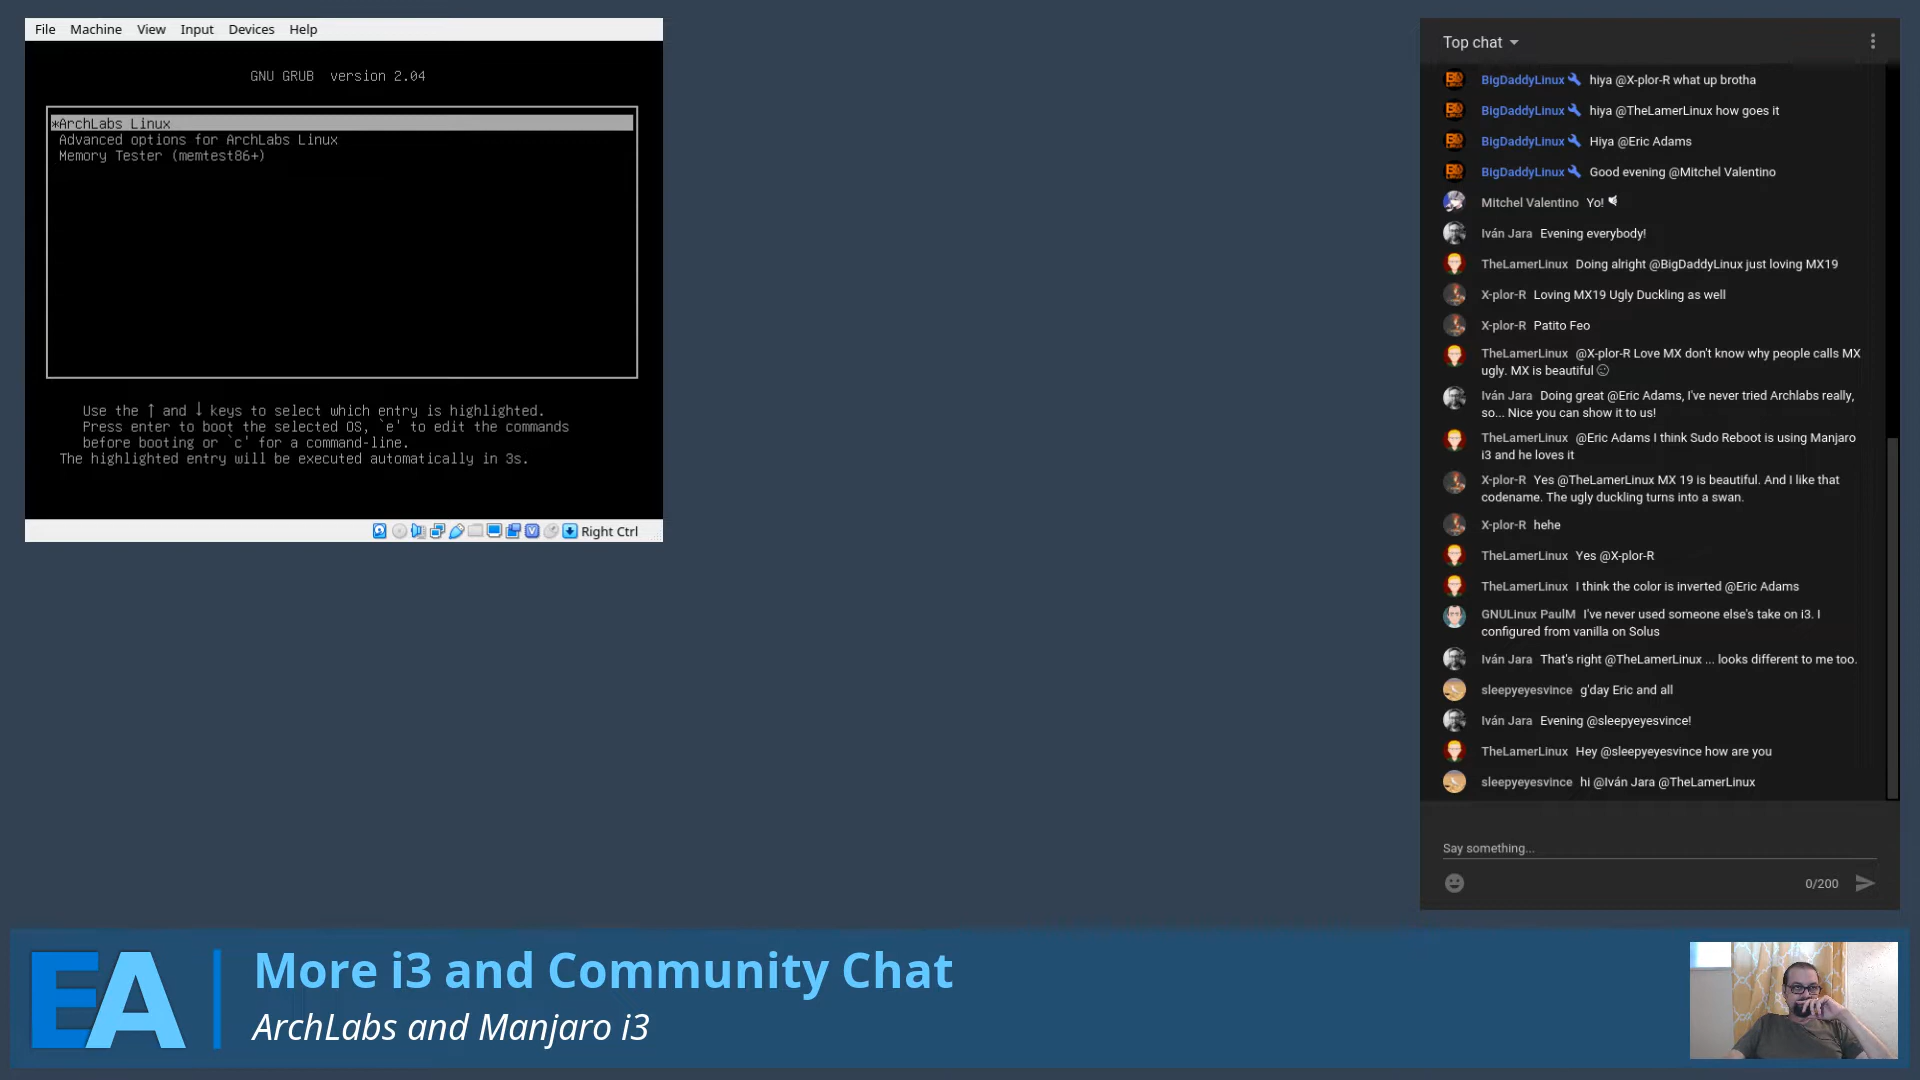 File Machine View Input Devices Help
GNU GRUB version 2.04
*ArchLabs Linux
Advanced options for ArchLabs Linux
Memory Tester (memtest86+)
Use the ↑ and ↓ keys to select which entry is highlighted.
Press enter to boot the selected OS, `e' to edit the commands
before booting or `c' for a command-line.
The highlighted entry will be executed automatically in 3s.
Right Ctrl
Top chat
BigDaddyLinux hiya @X-plor-R what up brotha
BigDaddyLinux hiya @TheLamerLinux how goes it
BigDaddyLinux Hiya @Eric Adams
BigDaddyLinux Good evening @Mitchel Valentino
Mitchel Valentino Yo!
Iván Jara Evening everybody!
TheLamerLinux Doing alright @BigDaddyLinux just loving MX19
X-plor-R Loving MX19 Ugly Duckling as well
X-plor-R Patito Feo
TheLamerLinux @X-plor-R Love MX don't know why people calls MX
ugly. MX is beautiful
Iván Jara Doing great @Eric Adams, I've never tried Archlabs really,
so... Nice you can show it to us!
TheLamerLinux @Eric Adams I think Sudo Reboot is using Manjaro
i3 and he loves it
X-plor-R Yes @TheLamerLinux MX 19 is beautiful. And I like that
codename. The ugly duckling turns into a swan.
X-plor-R hehe
TheLamerLinux Yes @X-plor-R
TheLamerLinux I think the color is inverted @Eric Adams
GNULinux PaulM I've never used someone else's take on i3. I
configured from vanilla on Solus
Iván Jara That's right @TheLamerLinux ... looks different to me too.
sleepyeyesvince g'day Eric and all
Iván Jara Evening @sleepyeyesvince!
TheLamerLinux Hey @sleepyeyesvince how are you
sleepyeyesvince hi @Iván Jara @TheLamerLinux
Say something...
0/200
EA
More i3 and Community Chat
ArchLabs and Manjaro i3